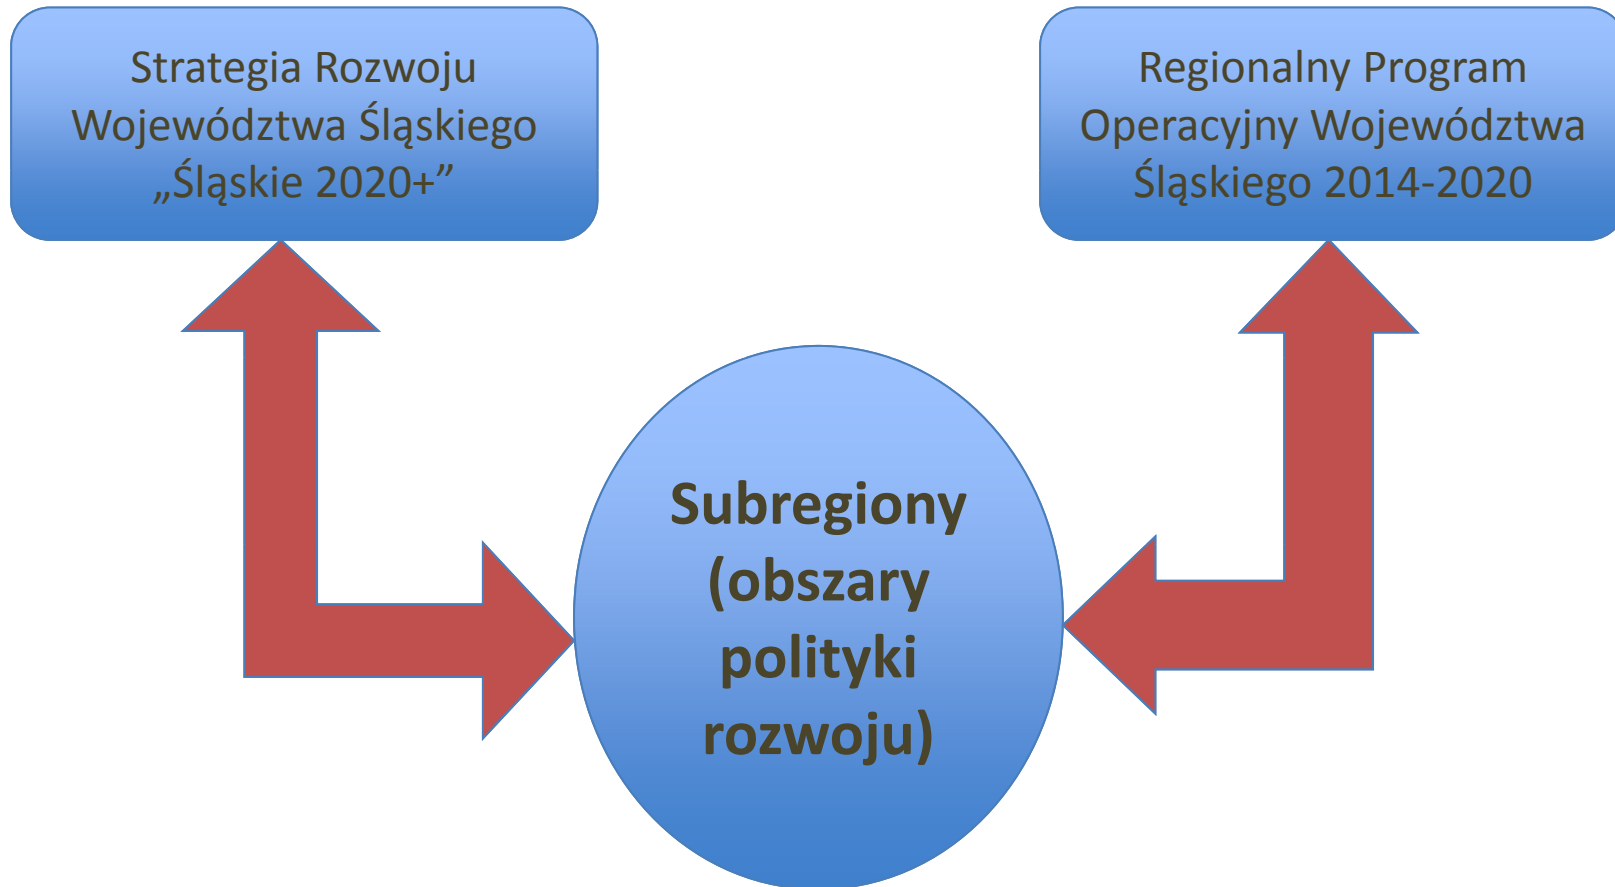 Strategia Rozwoju
Województwa Śląskiego
„Śląskie 2020+”
Regionalny Program
Operacyjny Województwa
Śląskiego 2014-2020
Subregiony
(obszary
polityki
rozwoju)